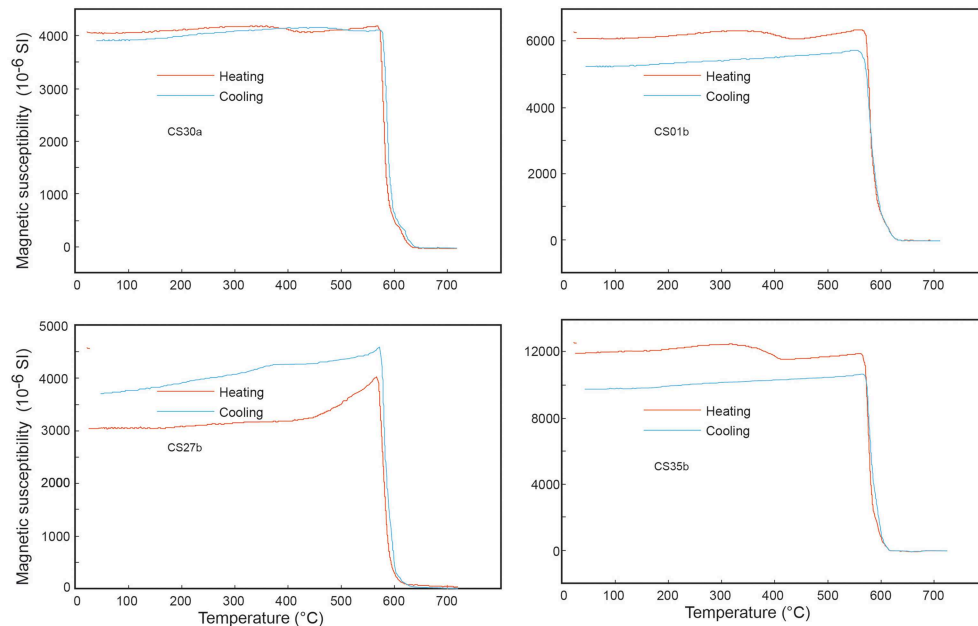 Magnetic susceptibility (10-6 SI)
4000
3000
2000
1000
0
Heating
Cooling
CS30a
0 100 200 300 400 500 600 700
6000
4000
2000
0
Heating
Cooling
CS01b
0 100 200 300 400 500 600 700
Magnetic susceptibility (10-6 SI)
5000
4000
3000
4000
2000
1000
0
Heating
Cooling
CS27b
0 100 200 300 400 500 600 700
Temperature (°C)
12000
8000
4000
0
Heating
Cooling
CS35b
0 100 200 300 400 500 600 700
Temperature (°C)